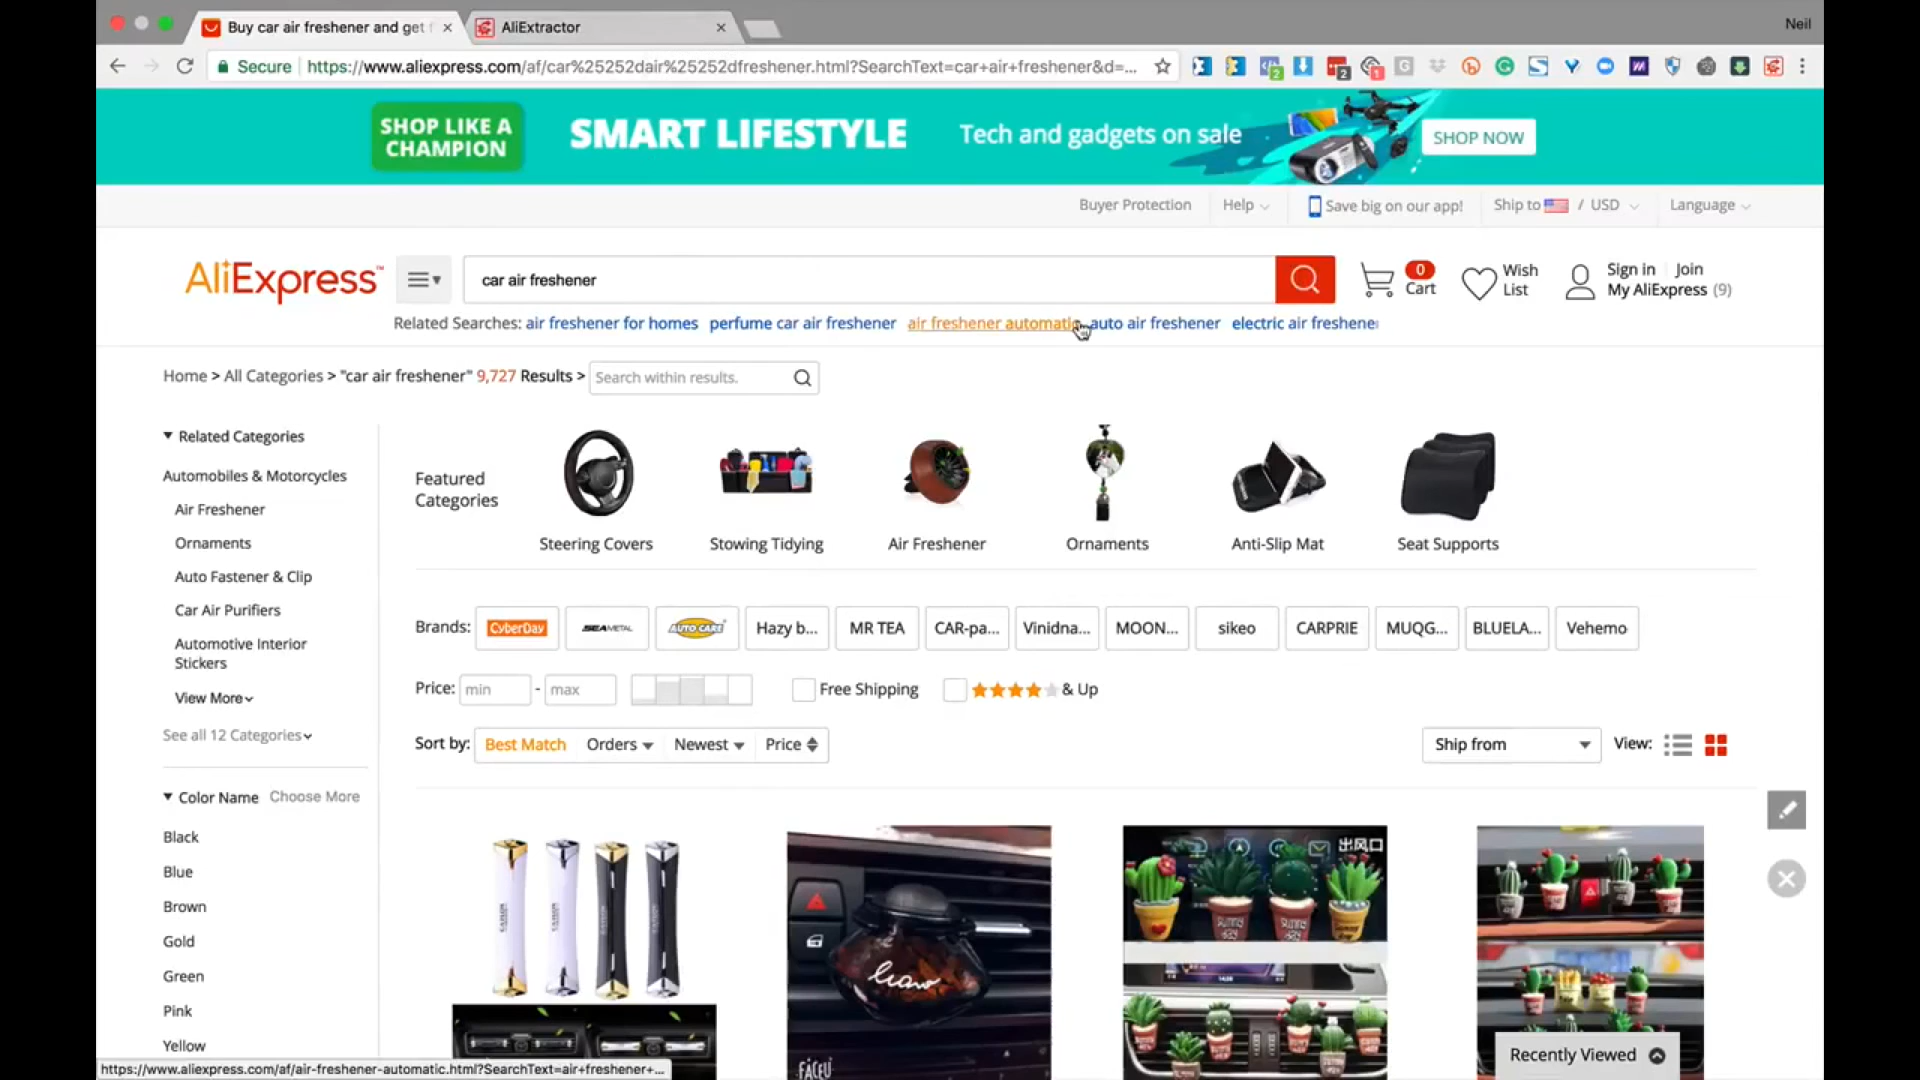 Neil
Buy car air freshener and get f
AliExtractor
Secure
https://www.aliexpress.com/af/car%25252dair%25252dfreshener.html?SearchText=car+air+freshener&d=...
SHOP LIKE A
CHAMPION
SMART LIFESTYLE
Tech and gadgets on sale
SHOP NOW
Buyer Protection
Help
Save big on our app!
Ship to / USD
Language
AliExpress™
car air freshener
0
Cart
Wish
List
Sign in
Join
My AliExpress (9)
Related Searches: air freshener for homes perfume car air freshener air freshener automatic auto air freshener electric air freshene
Home > All Categories > "car air freshener" 9,727 Results >
Search within results.
Related Categories
Automobiles & Motorcycles
Air Freshener
Ornaments
Auto Fastener & Clip
Car Air Purifiers
Automotive Interior
Stickers
View More
See all 12 Categories
Color Name Choose More
Black
Blue
Brown
Gold
Green
Pink
Yellow
Featured
Categories
Steering Covers
Stowing Tidying
Air Freshener
Ornaments
Anti-Slip Mat
Seat Supports
Brands: CyberDay SEAMETAL AUTO CARE Hazy b... MR TEA CAR-pa... Vinidna... MOON... sikeo CARPRIE MUQG... BLUELA... Vehemo
Price: min - max Free Shipping & Up
Sort by: Best Match Orders Newest Price
Ship from
View:
出风口
FACEU
Recently Viewed
https://www.aliexpress.com/af/air-freshener-automatic.html?SearchText=air+freshener+...